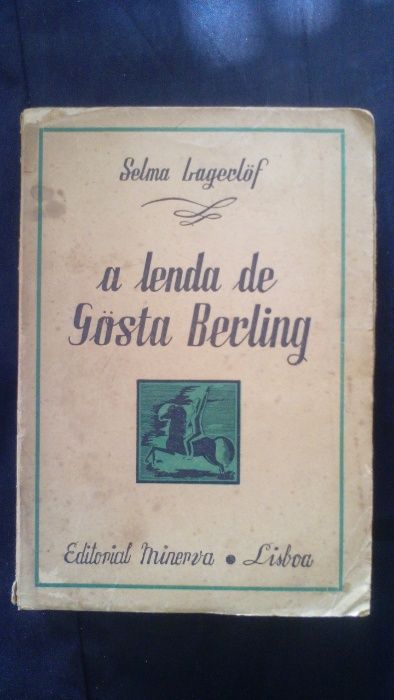 Selma Lagerlöf
a lenda de
Gösta Berling
Editorial Minerva • Lisboa